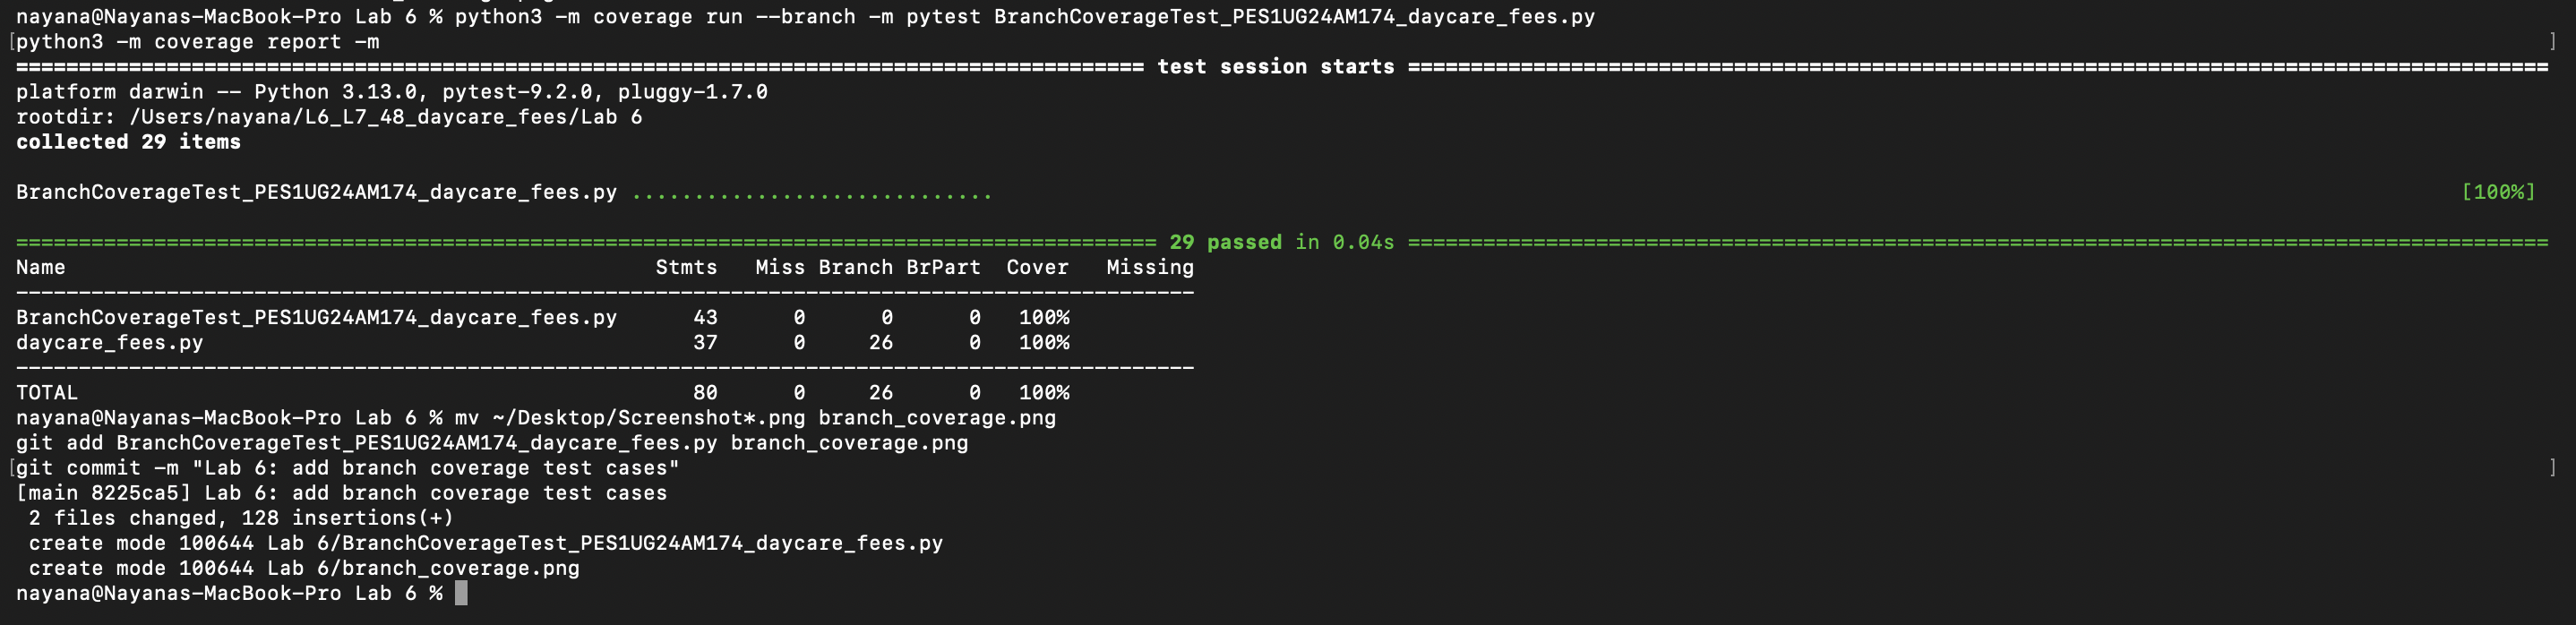 nayana@Nayanas-MacBook-Pro Lab 6 % python3 -m coverage run --branch -m pytest BranchCoverageTest_PES1UG24AM174_daycare_fees.py
[python3 -m coverage report -m ]
========================================================================================== test session starts ===========================================================================================
platform darwin -- Python 3.13.0, pytest-9.2.0, pluggy-1.7.0
rootdir: /Users/nayana/L6_L7_48_daycare_fees/Lab 6
collected 29 items
BranchCoverageTest_PES1UG24AM174_daycare_fees.py ............................. [100%]
=========================================================================================== 29 passed in 0.04s ===========================================================================================
Name Stmts Miss Branch BrPart Cover Missing
----------------------------------------------------------------------------------------------
BranchCoverageTest_PES1UG24AM174_daycare_fees.py 43 0 0 0 100%
daycare_fees.py 37 0 26 0 100%
----------------------------------------------------------------------------------------------
TOTAL 80 0 26 0 100%
nayana@Nayanas-MacBook-Pro Lab 6 % mv ~/Desktop/Screenshot*.png branch_coverage.png
git add BranchCoverageTest_PES1UG24AM174_daycare_fees.py branch_coverage.png
[git commit -m "Lab 6: add branch coverage test cases" ]
[main 8225ca5] Lab 6: add branch coverage test cases
2 files changed, 128 insertions(+)
create mode 100644 Lab 6/BranchCoverageTest_PES1UG24AM174_daycare_fees.py
create mode 100644 Lab 6/branch_coverage.png
nayana@Nayanas-MacBook-Pro Lab 6 %